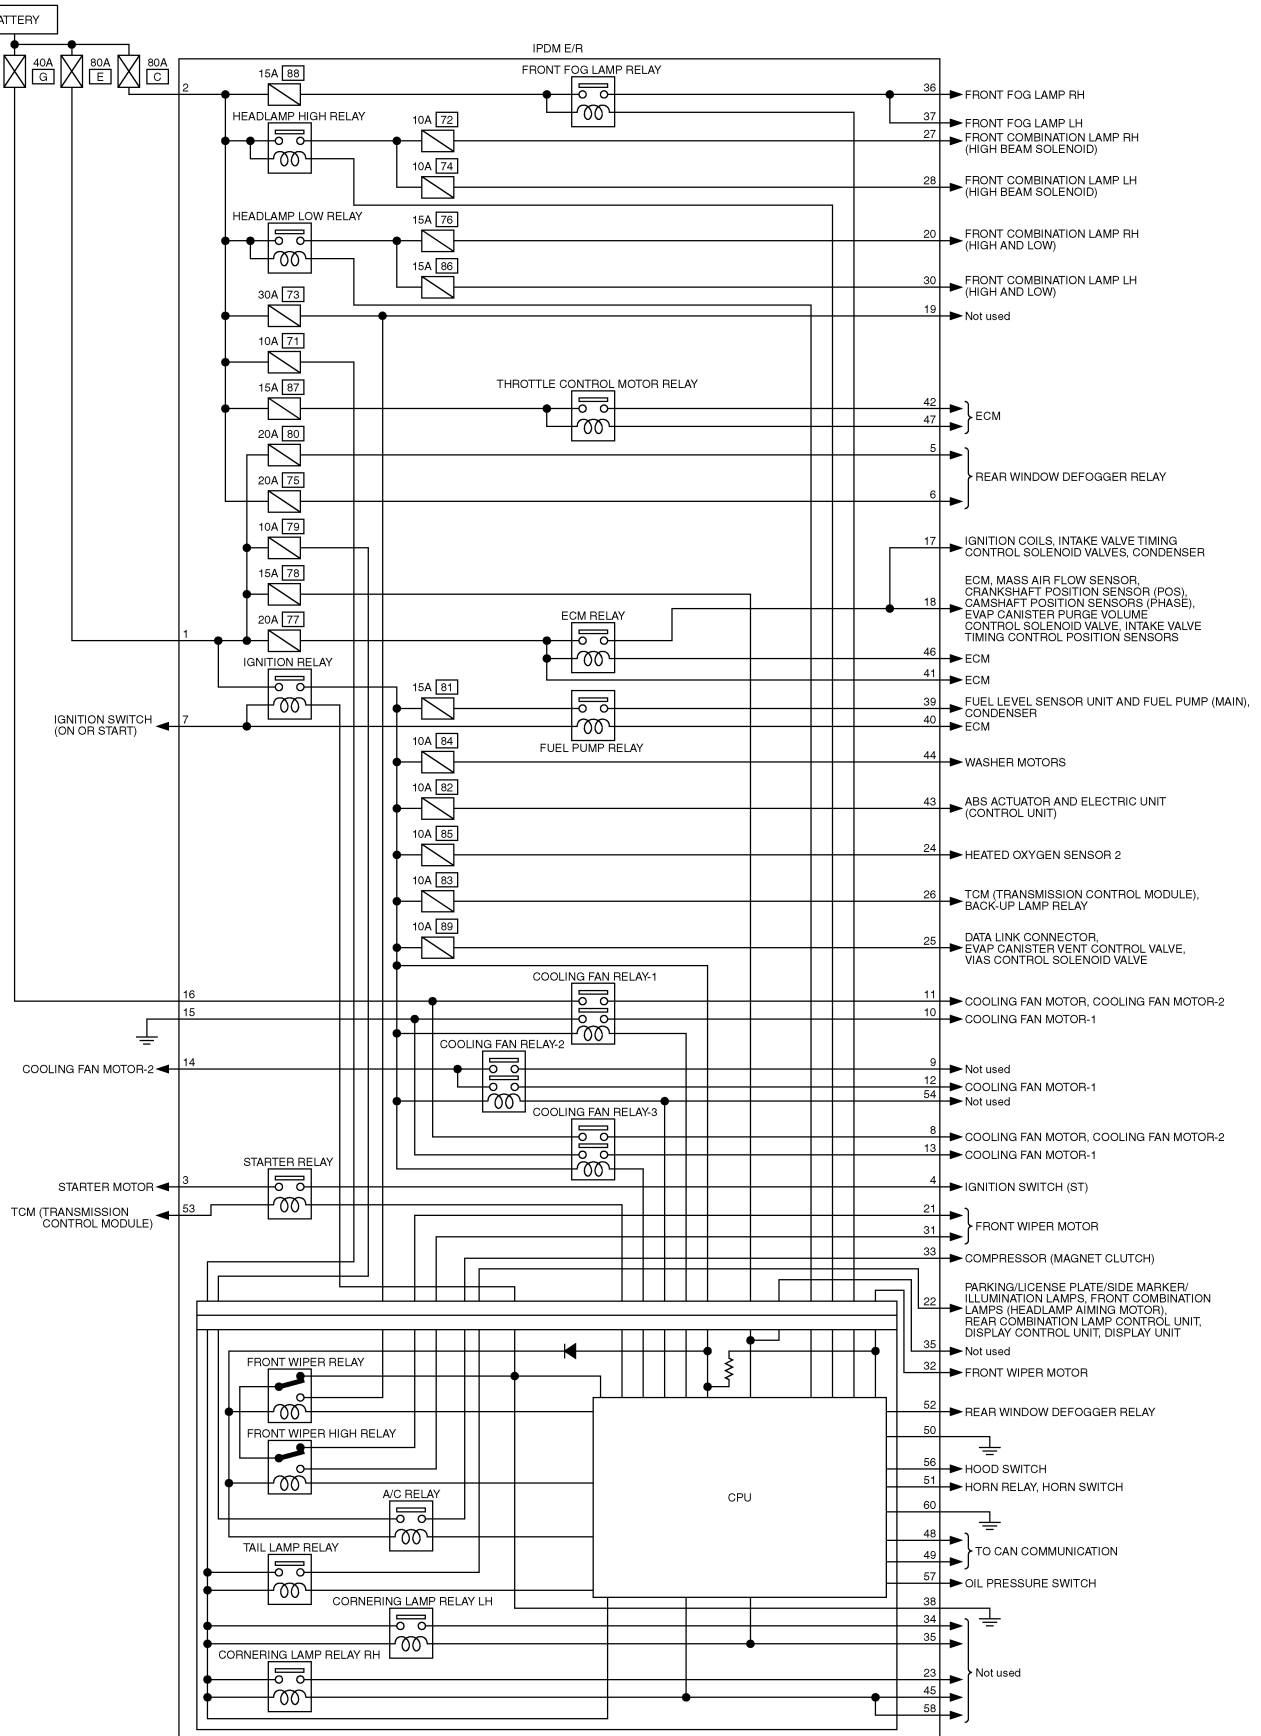 ATTERY
40A
G
80A
E
80A
C
IPDM E/R
2
15A 88
FRONT FOG LAMP RELAY
36 FRONT FOG LAMP RH
37 FRONT FOG LAMP LH
HEADLAMP HIGH RELAY
10A 72
27 FRONT COMBINATION LAMP RH
(HIGH BEAM SOLENOID)
10A 74
28 FRONT COMBINATION LAMP LH
(HIGH BEAM SOLENOID)
HEADLAMP LOW RELAY
15A 76
20 FRONT COMBINATION LAMP RH
(HIGH AND LOW)
15A 86
30 FRONT COMBINATION LAMP LH
(HIGH AND LOW)
30A 73
19 Not used
10A 71
15A 87
THROTTLE CONTROL MOTOR RELAY
42
47
ECM
20A 80
5
20A 75
6
REAR WINDOW DEFOGGER RELAY
10A 79
17 IGNITION COILS, INTAKE VALVE TIMING
CONTROL SOLENOID VALVES, CONDENSER
15A 78
18
ECM, MASS AIR FLOW SENSOR,
CRANKSHAFT POSITION SENSOR (POS),
CAMSHAFT POSITION SENSORS (PHASE),
EVAP CANISTER PURGE VOLUME
CONTROL SOLENOID VALVE, INTAKE VALVE
TIMING CONTROL POSITION SENSORS
1
20A 77
ECM RELAY
46 ECM
41 ECM
IGNITION RELAY
IGNITION SWITCH
(ON OR START)
7
15A 81
FUEL PUMP RELAY
39 FUEL LEVEL SENSOR UNIT AND FUEL PUMP (MAIN),
CONDENSER
40 ECM
10A 84
44 WASHER MOTORS
10A 82
43 ABS ACTUATOR AND ELECTRIC UNIT
(CONTROL UNIT)
10A 85
24 HEATED OXYGEN SENSOR 2
10A 83
26 TCM (TRANSMISSION CONTROL MODULE),
BACK-UP LAMP RELAY
10A 89
25 DATA LINK CONNECTOR,
EVAP CANISTER VENT CONTROL VALVE,
VIAS CONTROL SOLENOID VALVE
COOLING FAN RELAY-1
16
11 COOLING FAN MOTOR, COOLING FAN MOTOR-2
15
10 COOLING FAN MOTOR-1
COOLING FAN RELAY-2
COOLING FAN MOTOR-2
14
9 Not used
12 COOLING FAN MOTOR-1
54 Not used
COOLING FAN RELAY-3
8 COOLING FAN MOTOR, COOLING FAN MOTOR-2
13 COOLING FAN MOTOR-1
STARTER RELAY
STARTER MOTOR
3
4 IGNITION SWITCH (ST)
TCM (TRANSMISSION
CONTROL MODULE)
53
21
31
FRONT WIPER MOTOR
33 COMPRESSOR (MAGNET CLUTCH)
22
PARKING/LICENSE PLATE/SIDE MARKER/
ILLUMINATION LAMPS, FRONT COMBINATION
LAMPS (HEADLAMP AIMING MOTOR),
REAR COMBINATION LAMP CONTROL UNIT,
DISPLAY CONTROL UNIT, DISPLAY UNIT
35 Not used
32 FRONT WIPER MOTOR
FRONT WIPER RELAY
52 REAR WINDOW DEFOGGER RELAY
50
FRONT WIPER HIGH RELAY
56 HOOD SWITCH
51 HORN RELAY, HORN SWITCH
A/C RELAY
CPU
60
48
49
TO CAN COMMUNICATION
TAIL LAMP RELAY
57 OIL PRESSURE SWITCH
CORNERING LAMP RELAY LH
38
34
35
CORNERING LAMP RELAY RH
23
45
58
Not used